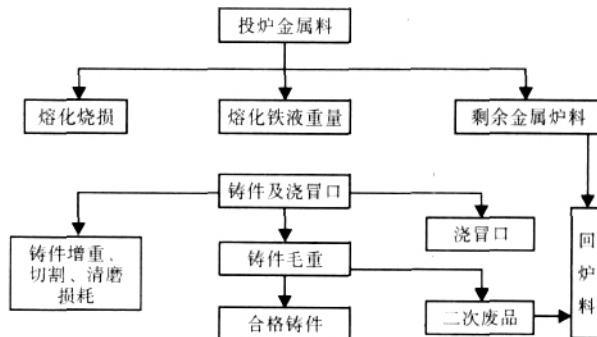 投炉金属料
熔化烧损
熔化铁液重量
剩余金属炉料
铸件及浇冒口
浇冒口
铸件增重、
切割、清磨
损耗
铸件毛重
回炉料
合格铸件
二次废品